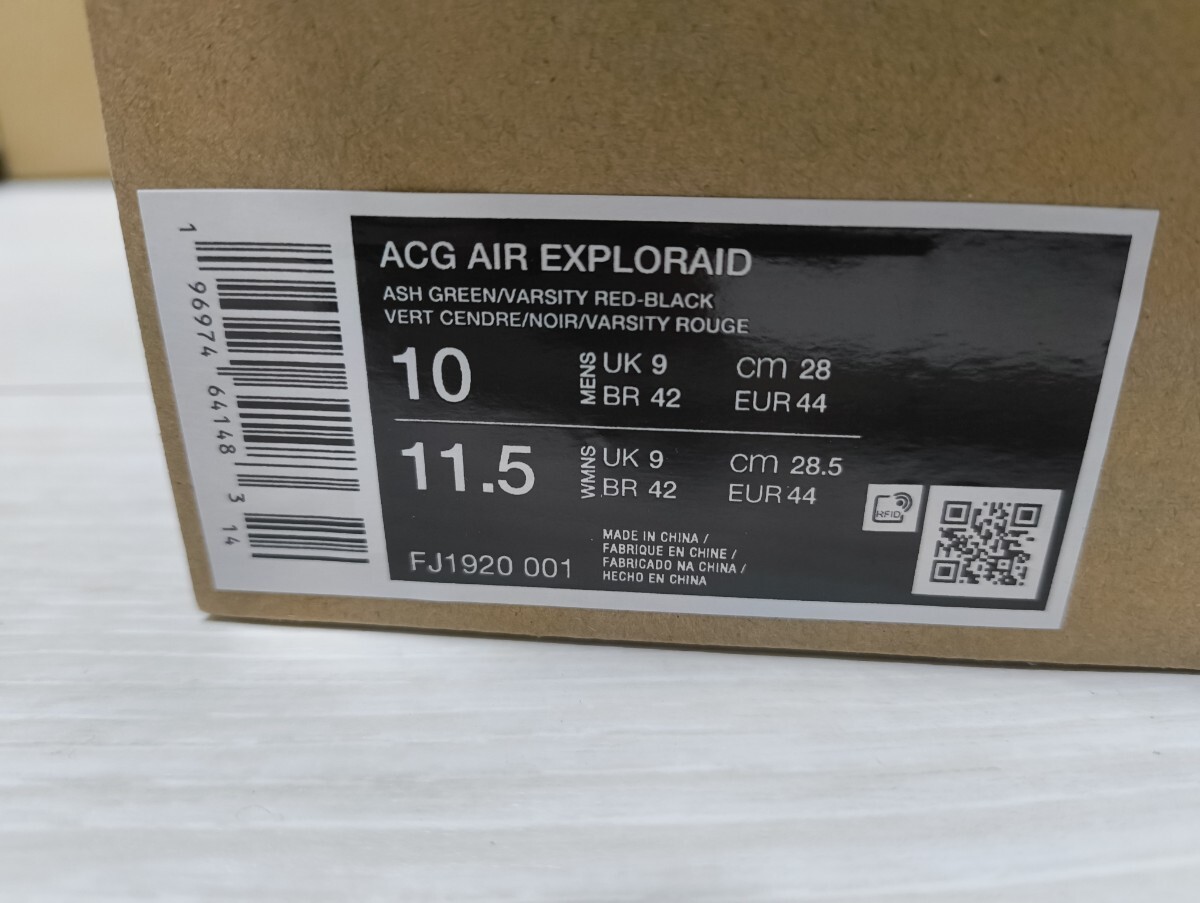 ACG AIR EXPLORAID
ASH GREEN/VARSITY RED-BLACK
VERT CENDRE/NOIR/VARSITY ROUGE
10
MENS
UK 9
cm 28
BR 42
EUR 44
11.5
WMNS
UK 9
cm 28.5
BR 42
EUR 44
FJ1920 001
MADE IN CHINA /
FABRIQUE EN CHINE /
FABRICADO NA CHINA /
HECHO EN CHINA
RFID
1 96974 64148 3 14